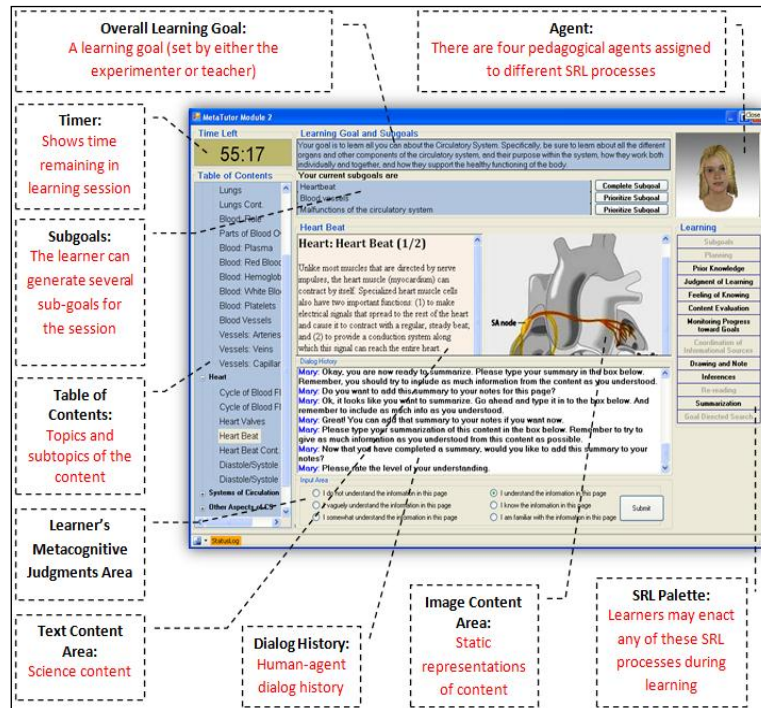 Overall Learning Goal:
A learning goal (set by either the
experimenter or teacher)
Agent:
There are four pedagogical agents assigned
to different SRL processes
Timer:
Shows time
remaining in
learning session
Subgoals:
The learner can
generate several
sub-goals for
the session
Table of
Contents:
Topics and
subtopics of the
content
Learner's
Metacognitive
Judgments Area
Text Content
Area:
Science content
MetaTutor Module 2
Close
Time Left
55:17
Table of Contents
Lungs
Lungs Cont.
Blood: Role
Parts of Blood O
Blood: Plasma
Blood: Red Blood
Blood: Hemoglob
Blood: White Blo
Blood: Platelets
Blood Vessels
Vessels: Arteries
Vessels: Veins
Vessels: Capillar
Heart
Cycle of Blood Fl
Cycle of Blood Fl
Heart Valves
Heart Beat
Heart Beat Cont.
Diastole/Systole
Diastole/Systole
Systems of Circulation
Other Aspects of CS
StatusLog
Learning Goal and Subgoals
Your goal is to learn all you can about the Circulatory System. Specifically, be sure to learn about all the different
organs and other components of the circulatory system, and their purpose within the system, how they work both
individually and together, and how they support the healthy functioning of the body.
Your current subgoals are
Heartbeat
Complete Subgoal
Blood vessels
Prioritize Subgoal
Malfunctions of the circulatory system
Prioritize Subgoal
Heart Beat
Heart: Heart Beat (1/2)
Unlike most muscles that are directed by nerve
impulses, the heart muscle (myocardium) can
contract by itself. Specialized heart muscle cells
also have two important functions: (1) to make
electrical signals that spread to the rest of the heart
and cause it to contract with a regular, steady beat,
and (2) to provide a conduction system along
which this signal can reach the entire heart.
SA node
Dialog History
Mary: Okay, you are now ready to summarize. Please type your summary in the box below.
Remember, you should try to include as much information from the content as you understood.
Mary: Do you want to add this summary to your notes for this page?
Mary: Ok, it looks like you want to summarize. Go ahead and type it in to the box below. And
remember to include as much info as you understood.
Mary: Great! You can add that summary to your notes if you want now.
Mary: Please type your summarization of this content in the box below. Remember to try to
give as much information as you understood from this content as possible.
Mary: Now that you have completed a summary, would you like to add this summary to your
notes?
Mary: Please rate the level of your understanding.
Input Area
I do not understand the information in this page
I understand the information in this page
I vaguely understand the information in this page
I know the information in this page
I somewhat understand the information in this page
I am familiar with the information in this page
Submit
Learning
Subgoals
Planning
Prior Knowledge
Judgment of Learning
Feeling of Knowing
Content Evaluation
Monitoring Progress
toward Goals
Coordination of
Informational Sources
Drawing and Note
Inferences
Re-reading
Summarization
Goal Directed Search
Dialog History:
Human-agent
dialog history
Image Content
Area:
Static
representations
of content
SRL Palette:
Learners may enact
any of these SRL
processes during
learning